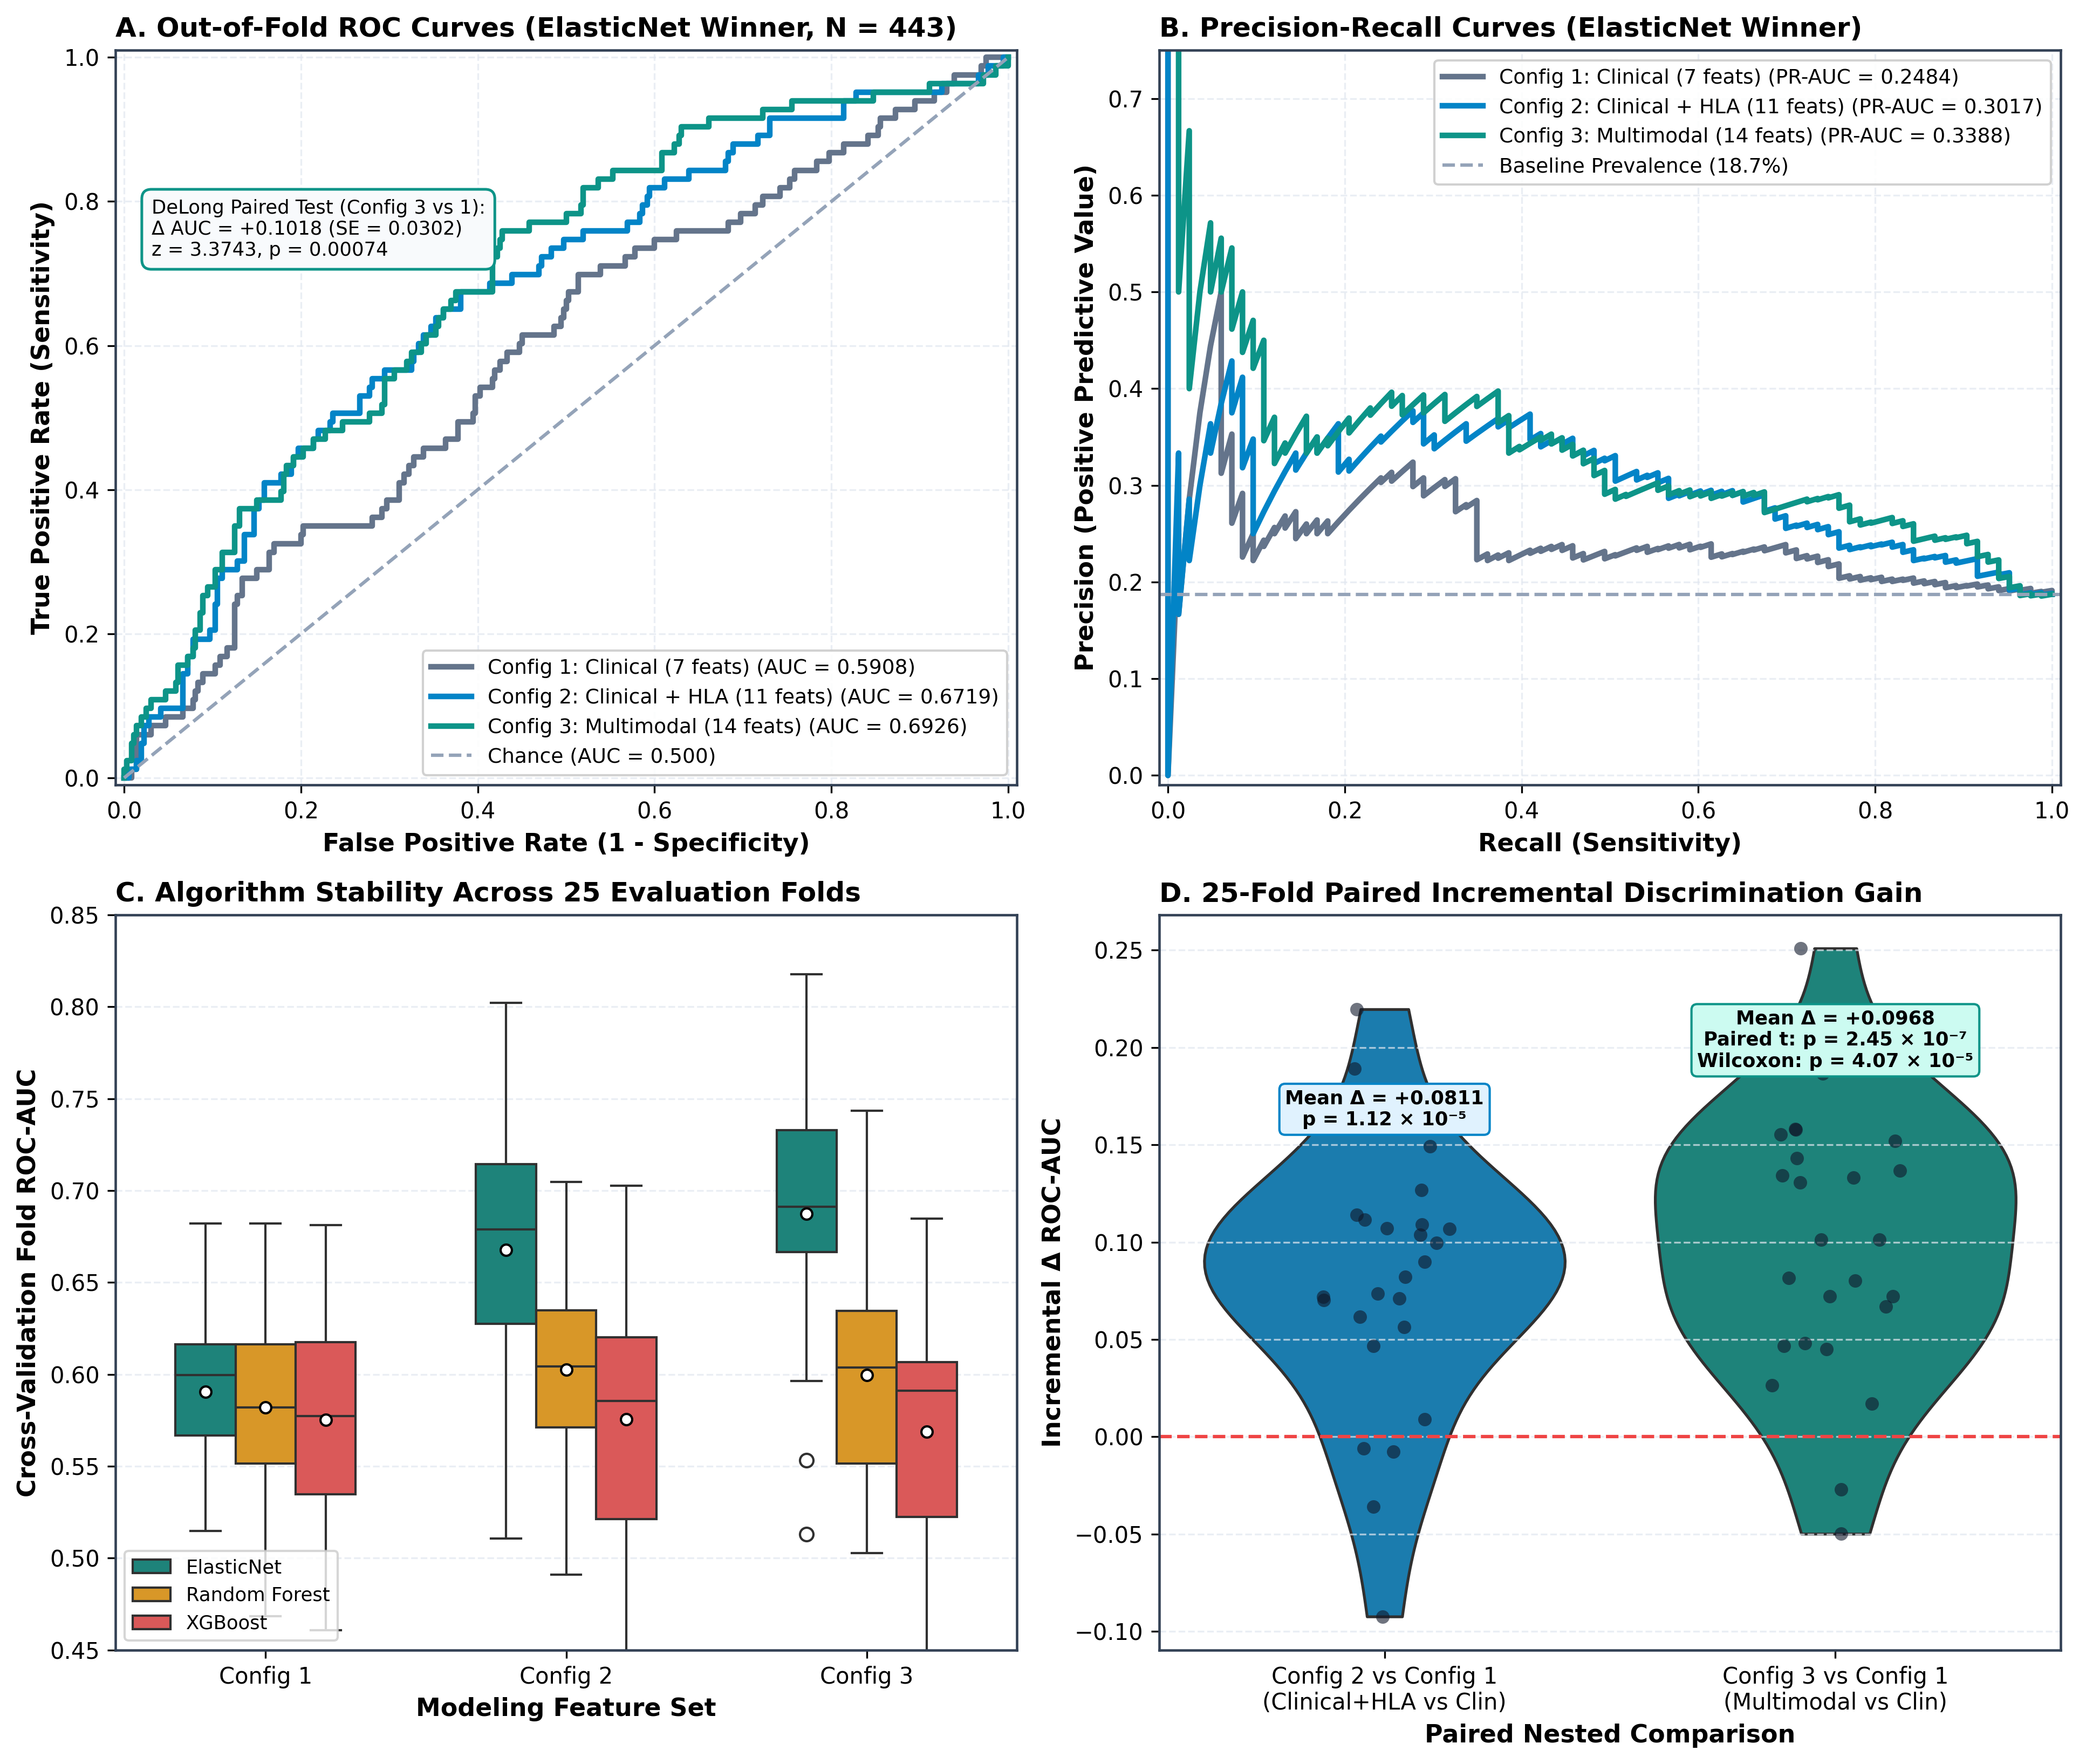 A. Out-of-Fold ROC Curves (ElasticNet Winner, N = 443)
1.0
0.8
0.6
0.4
0.2
0.0
True Positive Rate (Sensitivity)
DeLong Paired Test (Config 3 vs 1):
Δ AUC = +0.1018 (SE = 0.0302)
z = 3.3743, p = 0.00074
Config 1: Clinical (7 feats) (AUC = 0.5908)
Config 2: Clinical + HLA (11 feats) (AUC = 0.6719)
Config 3: Multimodal (14 feats) (AUC = 0.6926)
Chance (AUC = 0.500)
0.0 0.2 0.4 0.6 0.8 1.0
False Positive Rate (1 - Specificity)
B. Precision-Recall Curves (ElasticNet Winner)
0.7
0.6
0.5
0.4
0.3
0.2
0.1
0.0
Precision (Positive Predictive Value)
Config 1: Clinical (7 feats) (PR-AUC = 0.2484)
Config 2: Clinical + HLA (11 feats) (PR-AUC = 0.3017)
Config 3: Multimodal (14 feats) (PR-AUC = 0.3388)
Baseline Prevalence (18.7%)
0.0 0.2 0.4 0.6 0.8 1.0
Recall (Sensitivity)
C. Algorithm Stability Across 25 Evaluation Folds
0.85
0.80
0.75
0.70
0.65
0.60
0.55
0.50
0.45
Cross-Validation Fold ROC-AUC
ElasticNet
Random Forest
XGBoost
Config 1 Config 2 Config 3
Modeling Feature Set
D. 25-Fold Paired Incremental Discrimination Gain
0.25
0.20
0.15
0.10
0.05
0.00
−0.05
−0.10
Incremental Δ ROC-AUC
Mean Δ = +0.0811
p = 1.12 × 10⁻⁵
Mean Δ = +0.0968
Paired t: p = 2.45 × 10⁻⁷
Wilcoxon: p = 4.07 × 10⁻⁵
Config 2 vs Config 1
(Clinical+HLA vs Clin)
Config 3 vs Config 1
(Multimodal vs Clin)
Paired Nested Comparison